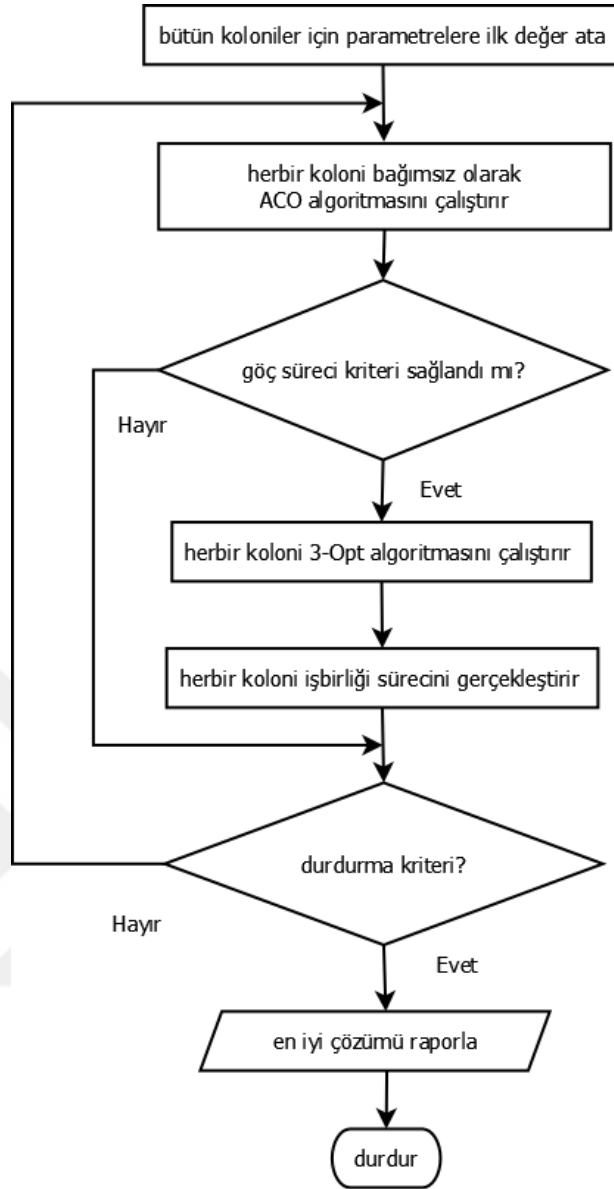 bütün koloniler için parametrelere ilk değer ata
herbir koloni bağımsız olarak
ACO algoritmasını çalıştırır
göç süreci kriteri sağlandı mı?
Hayır
Evet
herbir koloni 3-Opt algoritmasını çalıştırır
herbir koloni işbirliği sürecini gerçekleştirir
durdurma kriteri?
Hayır
Evet
en iyi çözümü raporla
durdur